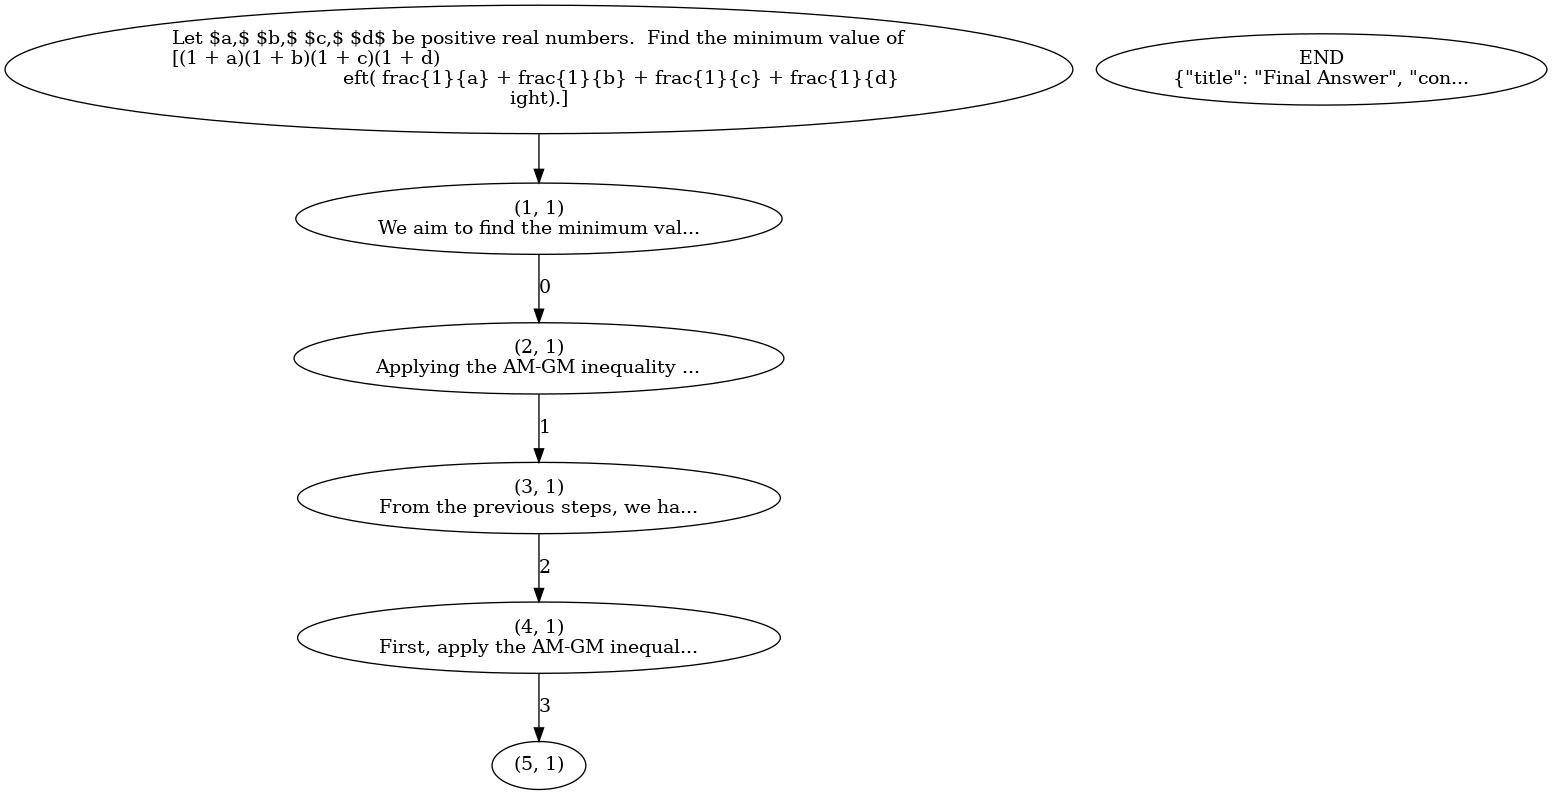 Let $a,$ $b,$ $c,$ $d$ be positive real numbers.  Find the minimum value of
[(1 + a)(1 + b)(1 + c)(1 + d)
eft( frac{1}{a} + frac{1}{b} + frac{1}{c} + frac{1}{d}
ight).]
END
{"title": "Final Answer", "con...
(1, 1)
We aim to find the minimum val...
0
(2, 1)
Applying the AM-GM inequality ...
1
(3, 1)
From the previous steps, we ha...
2
(4, 1)
First, apply the AM-GM inequal...
3
(5, 1)